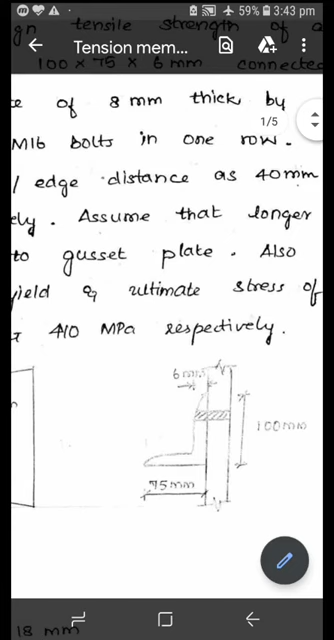 59% 3:43 pm
gn tensile strength of a
Tension mem...
100 x 75 x 6 mm connected
e of 8 mm thick by
1/5
M16 bolts in one row.
/ edge distance as 40mm
ely. Assume that longer
to gusset plate. Also
yield & ultimate stress of
410 MPa respectively.
6mm
100mm
75mm
18 mm